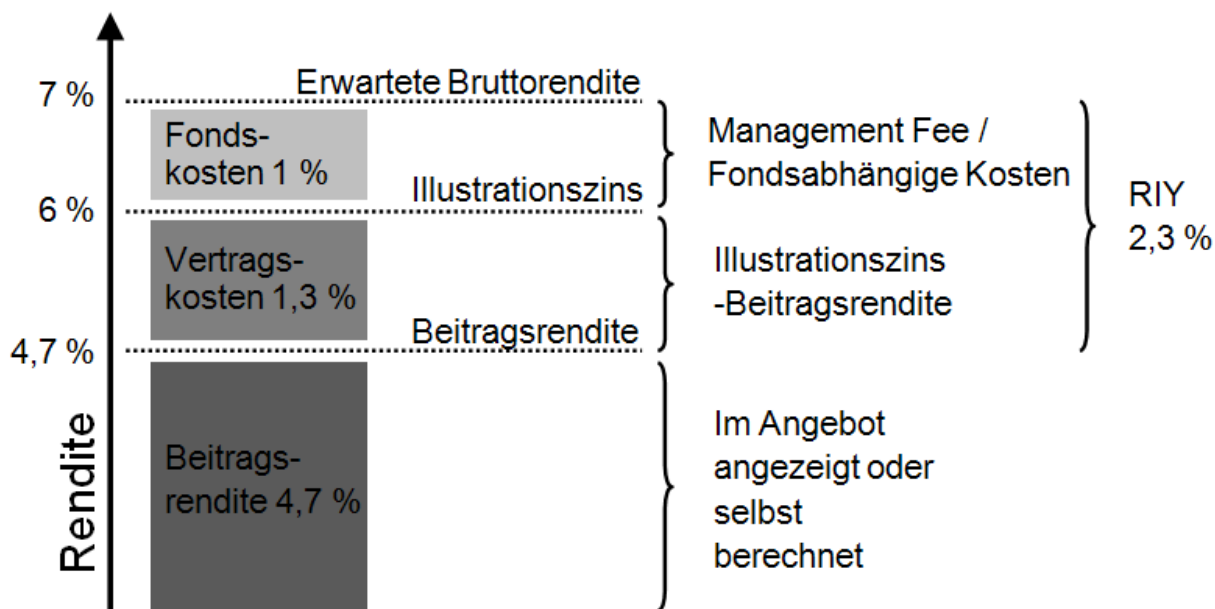 7 %
Erwartete Bruttorendite
Fonds-
kosten 1 %
Management Fee /
Fondsabhängige Kosten
6 %
Illustrationszins
RIY
2,3 %
Vertrags-
kosten 1,3 %
Illustrationszins
-Beitragsrendite
4,7 %
Beitragsrendite
Rendite
Beitrags-
rendite 4,7 %
Im Angebot
angezeigt oder
selbst
berechnet